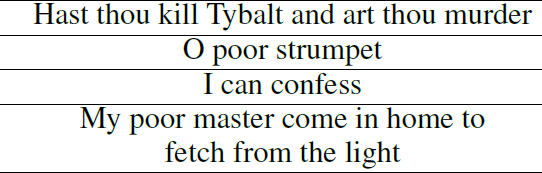 Hast thou kill Tybalt and art thou murder
O poor strumpet
I can confess
My poor master come in home to
fetch from the light